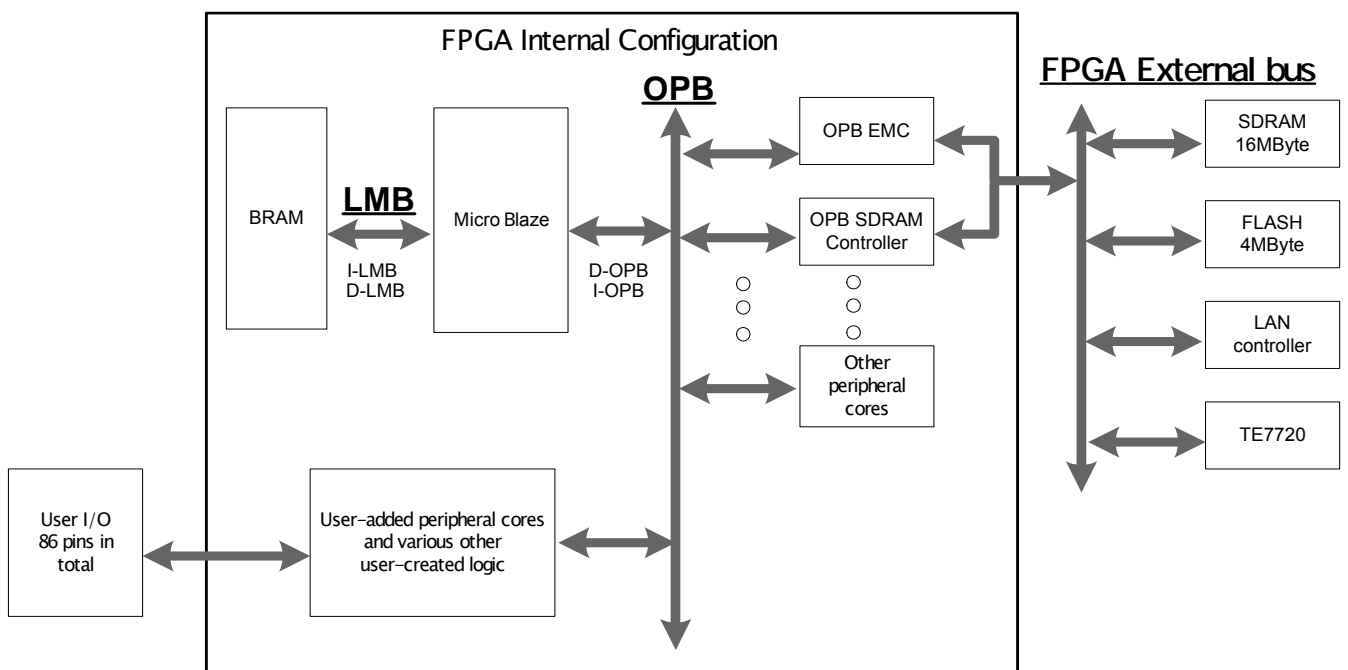 FPGA Internal Configuration
FPGA External bus
OPB
BRAM
LMB
I-LMB
D-LMB
Micro Blaze
D-OPB
I-OPB
OPB EMC
OPB SDRAM
Controller
Other
peripheral
cores
SDRAM
16MByte
FLASH
4MByte
LAN
controller
TE7720
User I/O
86 pins in
total
User-added peripheral cores
and various other
user-created logic